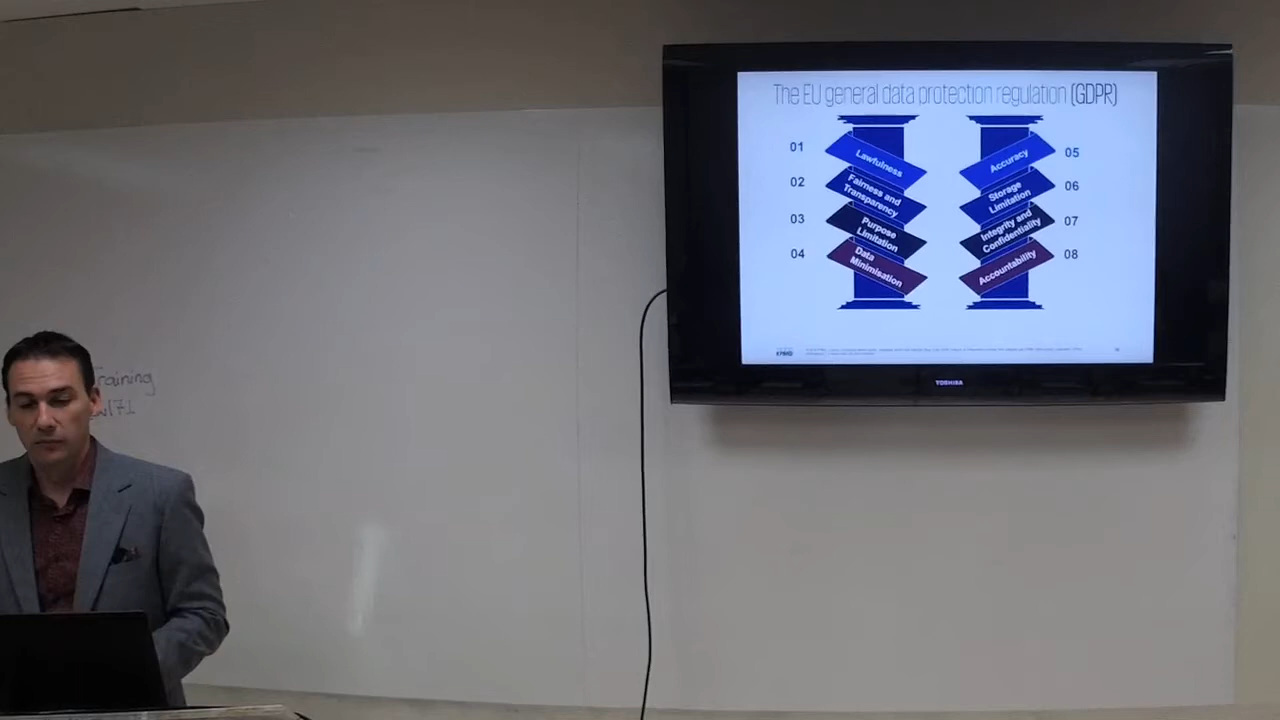 The EU general data protection regulation (GDPR)
01
Lawfulness
02
Fairness and
Transparency
03
Purpose
Limitation
04
Data
Minimisation
Accuracy
05
Storage
Limitation
06
Integrity and
Confidentiality
07
Accountability
08
KPMG
TOSHIBA
Training